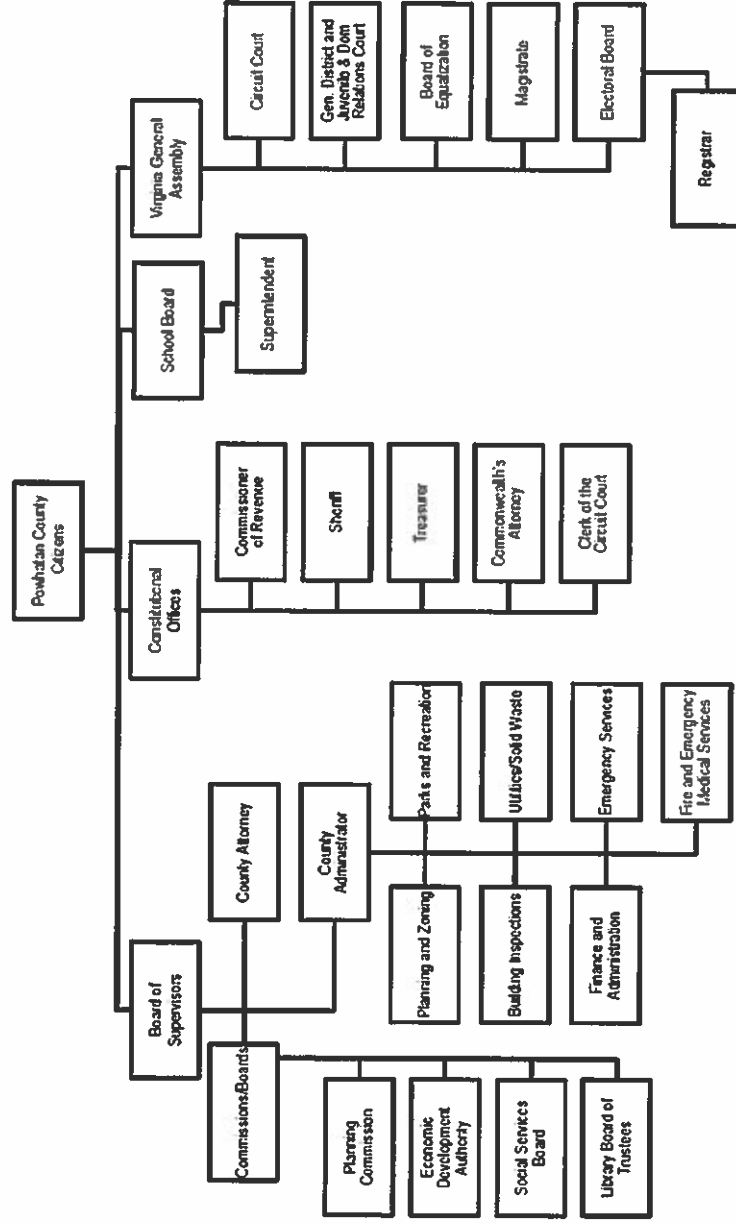 Powhatan County
Citizens
Board of
Supervisors
Constitutional
Offices
School Board
Virginia General
Assembly
Commissions/Boards
County Attorney
County
Administrator
Planning
Commission
Economic
Development
Authority
Social Services
Board
Library Board of
Trustees
Planning and Zoning
Parks and Recreation
Building Inspections
Utilities/Solid Waste
Finance and
Administration
Emergency Services
Fire and Emergency
Medical Services
Commissioner
of Revenue
Sheriff
Treasurer
Commonwealth's
Attorney
Clerk of the
Circuit Court
Superintendent
Circuit Court
Gen. District and
Juvenile & Dom
Relations Court
Board of
Equalization
Magistrate
Electoral Board
Registrar